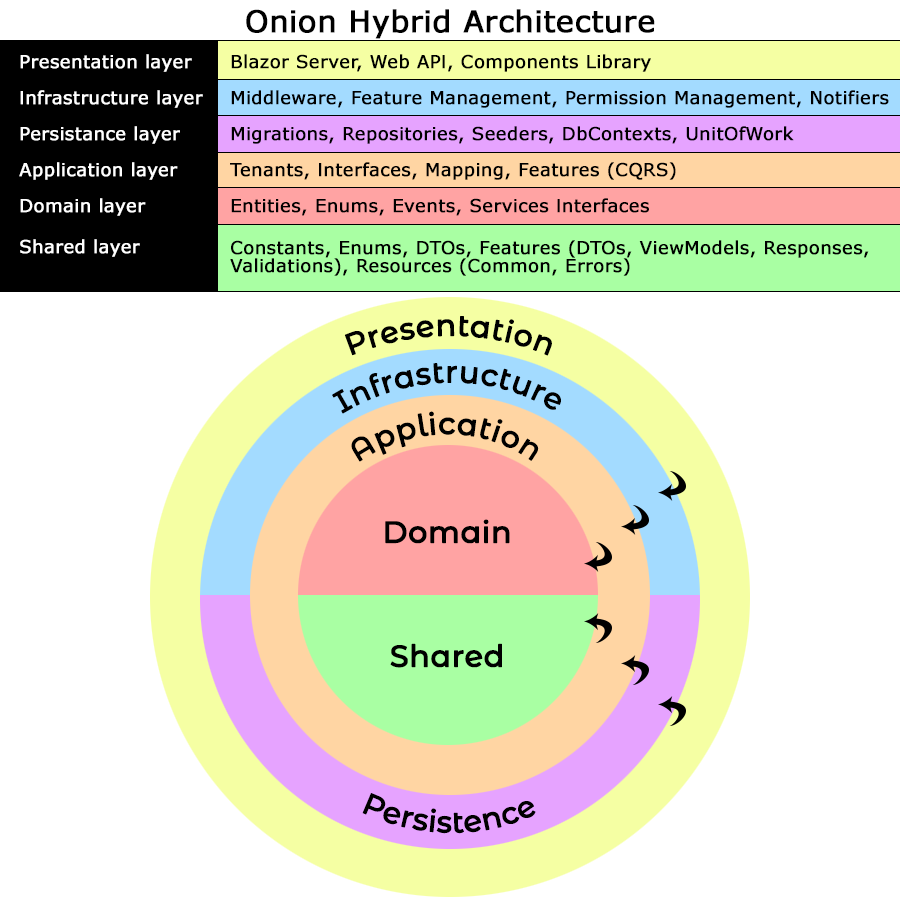 Onion Hybrid Architecture
Presentation layer
Blazor Server, Web API, Components Library
Infrastructure layer
Middleware, Feature Management, Permission Management, Notifiers
Persistance layer
Migrations, Repositories, Seeders, DbContexts, UnitOfWork
Application layer
Tenants, Interfaces, Mapping, Features (CQRS)
Domain layer
Entities, Enums, Events, Services Interfaces
Shared layer
Constants, Enums, DTOs, Features (DTOs, ViewModels, Responses,
Validations), Resources (Common, Errors)
Presentation
Infrastructure
Application
Domain
Shared
Persistence